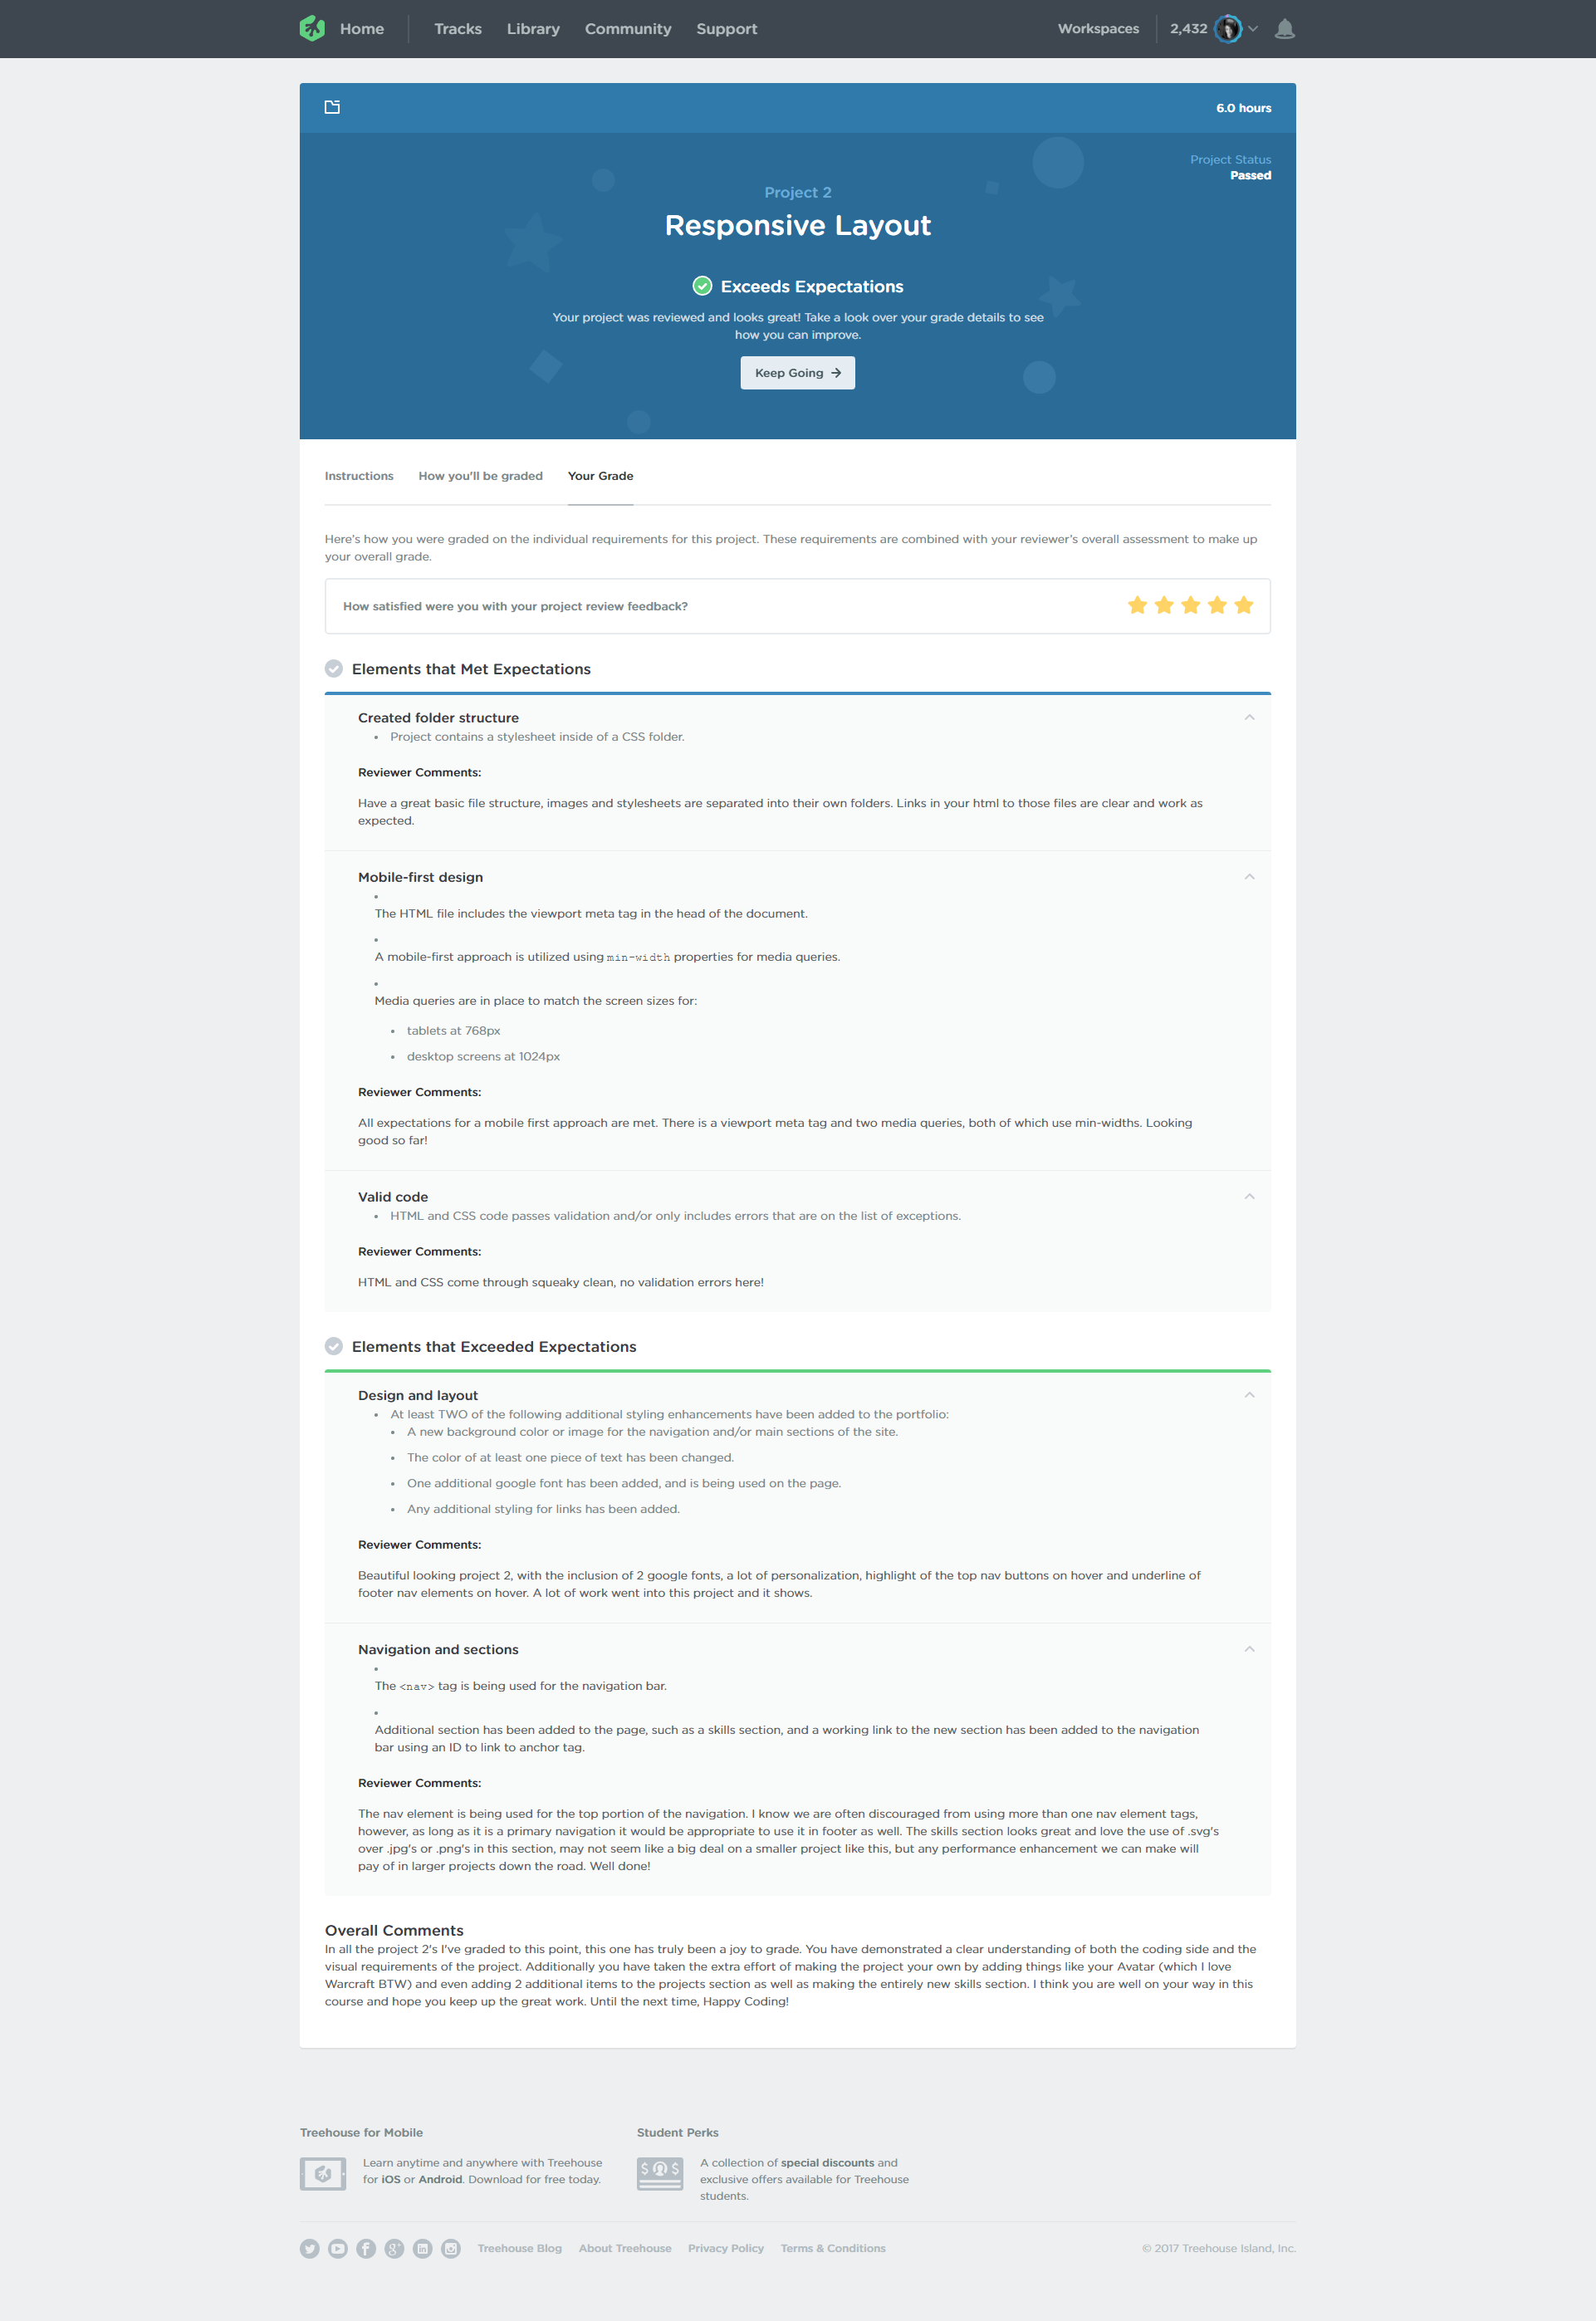 Home
Tracks
Library
Community
Support
Workspaces
2,432
6.0 hours
Project Status
Passed
Project 2
Responsive Layout
Exceeds Expectations
Your project was reviewed and looks great! Take a look over your grade details to see
how you can improve.
Keep Going →
Instructions
How you'll be graded
Your Grade
Here's how you were graded on the individual requirements for this project. These requirements are combined with your reviewer's overall assessment to make up
your overall grade.
How satisfied were you with your project review feedback?
Elements that Met Expectations
Created folder structure
• Project contains a stylesheet inside of a CSS folder.
Reviewer Comments:
Have a great basic file structure, images and stylesheets are separated into their own folders. Links in your html to those files are clear and work as
expected.
Mobile-first design
•
The HTML file includes the viewport meta tag in the head of the document.
•
A mobile-first approach is utilized using min-width properties for media queries.
•
Media queries are in place to match the screen sizes for:
• tablets at 768px
• desktop screens at 1024px
Reviewer Comments:
All expectations for a mobile first approach are met. There is a viewport meta tag and two media queries, both of which use min-widths. Looking
good so far!
Valid code
• HTML and CSS code passes validation and/or only includes errors that are on the list of exceptions.
Reviewer Comments:
HTML and CSS come through squeaky clean, no validation errors here!
Elements that Exceeded Expectations
Design and layout
• At least TWO of the following additional styling enhancements have been added to the portfolio:
• A new background color or image for the navigation and/or main sections of the site.
• The color of at least one piece of text has been changed.
• One additional google font has been added, and is being used on the page.
• Any additional styling for links has been added.
Reviewer Comments:
Beautiful looking project 2, with the inclusion of 2 google fonts, a lot of personalization, highlight of the top nav buttons on hover and underline of
footer nav elements on hover. A lot of work went into this project and it shows.
Navigation and sections
•
The <nav> tag is being used for the navigation bar.
•
Additional section has been added to the page, such as a skills section, and a working link to the new section has been added to the navigation
bar using an ID to link to anchor tag.
Reviewer Comments:
The nav element is being used for the top portion of the navigation. I know we are often discouraged from using more than one nav element tags,
however, as long as it is a primary navigation it would be appropriate to use it in footer as well. The skills section looks great and love the use of .svg's
over .jpg's or .png's in this section, may not seem like a big deal on a smaller project like this, but any performance enhancement we can make will
pay of in larger projects down the road. Well done!
Overall Comments
In all the project 2's I've graded to this point, this one has truly been a joy to grade. You have demonstrated a clear understanding of both the coding side and the
visual requirements of the project. Additionally you have taken the extra effort of making the project your own by adding things like your Avatar (which I love
Warcraft BTW) and even adding 2 additional items to the projects section as well as making the entirely new skills section. I think you are well on your way in this
course and hope you keep up the great work. Until the next time, Happy Coding!
Treehouse for Mobile
Learn anytime and anywhere with Treehouse
for iOS or Android. Download for free today.
Student Perks
A collection of special discounts and
exclusive offers available for Treehouse
students.
Treehouse Blog
About Treehouse
Privacy Policy
Terms & Conditions
© 2017 Treehouse Island, Inc.